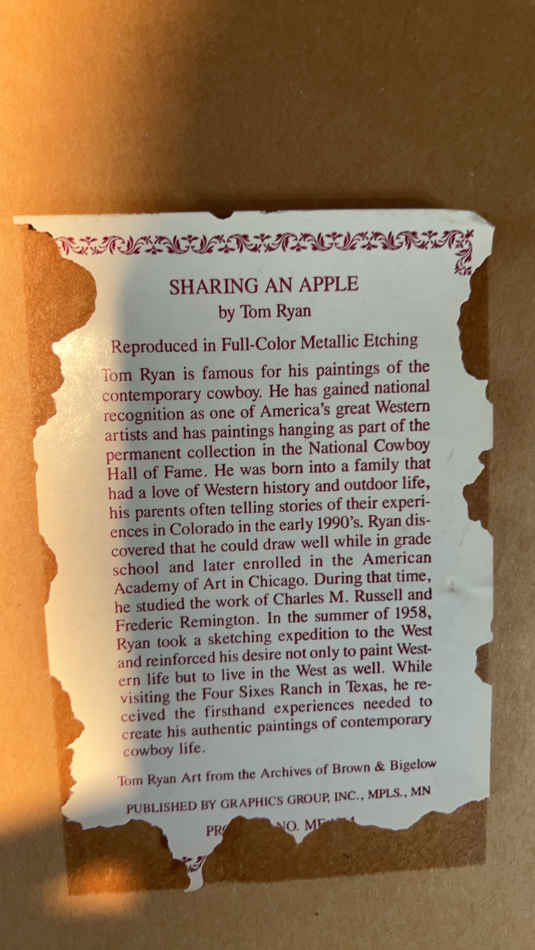 SHARING AN APPLE
by Tom Ryan
Reproduced in Full-Color Metallic Etching
Tom Ryan is famous for his paintings of the
contemporary cowboy. He has gained national
recognition as one of America's great Western
artists and has paintings hanging as part of the
permanent collection in the National Cowboy
Hall of Fame. He was born into a family that
had a love of Western history and outdoor life,
his parents often telling stories of their experi-
ences in Colorado in the early 1990's. Ryan dis-
covered that he could draw well while in grade
school and later enrolled in the American
Academy of Art in Chicago. During that time,
he studied the work of Charles M. Russell and
Frederic Remington. In the summer of 1958,
Ryan took a sketching expedition to the West
and reinforced his desire not only to paint West-
ern life but to live in the West as well. While
visiting the Four Sixes Ranch in Texas, he re-
ceived the firsthand experiences needed to
create his authentic paintings of contemporary
cowboy life.
Tom Ryan Art from the Archives of Brown & Bigelow
PUBLISHED BY GRAPHICS GROUP, INC., MPLS., MN
NO.